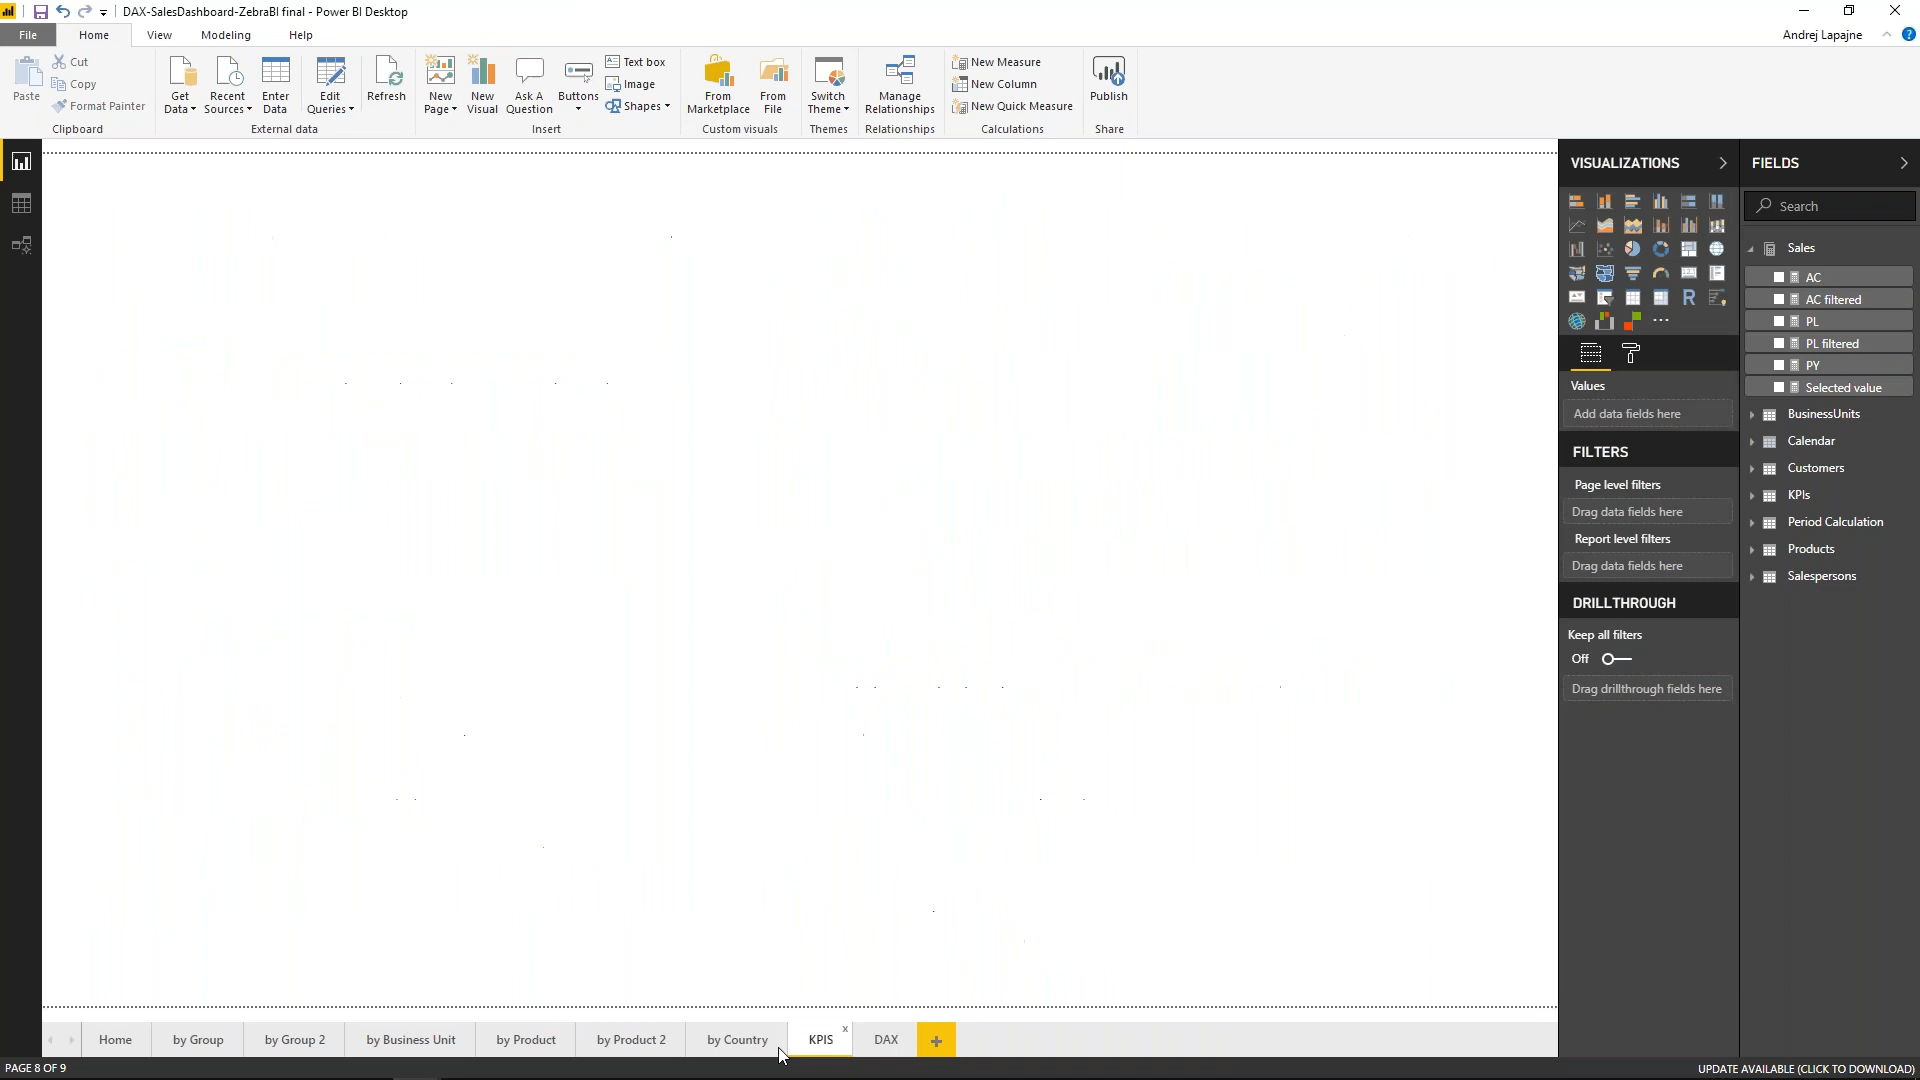 DAX-SalesDashboard-ZebraBI final - Power BI Desktop
File
Home
View
Modeling
Help
Andrej Lapajne
?
Paste
Cut
Copy
Format Painter
Clipboard
Get
Data
Recent
Sources
Enter
Data
Edit
Queries
Refresh
External data
New
Page
New
Visual
Ask A
Question
Buttons
Text box
Image
Shapes
Insert
From
Marketplace
From
File
Custom visuals
Switch
Theme
Themes
Manage
Relationships
Relationships
New Measure
New Column
New Quick Measure
Calculations
Publish
Share
VISUALIZATIONS
R
Values
Add data fields here
FILTERS
Page level filters
Drag data fields here
Report level filters
Drag data fields here
DRILLTHROUGH
Keep all filters
Off
Drag drillthrough fields here
FIELDS
Search
Sales
AC
AC filtered
PL
PL filtered
PY
Selected value
BusinessUnits
Calendar
Customers
KPIs
Period Calculation
Products
Salespersons
Home
by Group
by Group 2
by Business Unit
by Product
by Product 2
by Country
KPIS
x
DAX
+
PAGE 8 OF 9
UPDATE AVAILABLE (CLICK TO DOWNLOAD)